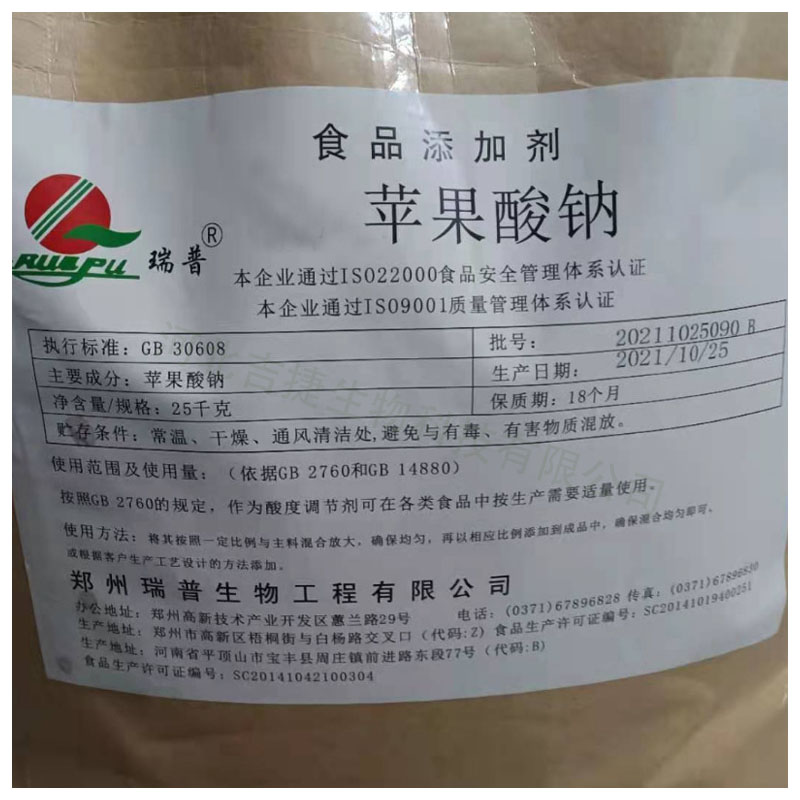 食品添加剂
苹果酸钠
RUEPU 瑞普®
本企业通过ISO22000食品安全管理体系认证
本企业通过ISO9001质量管理体系认证
执行标准：GB 30608
批号：20211025090 B
主要成分：苹果酸钠
生产日期：2021/10/25
净含量/规格：25千克
保质期：18个月
贮存条件：常温、干燥、通风清洁处,避免与有毒、有害物质混放。
使用范围及使用量：（依据GB 2760和GB 14880）
按照GB 2760的规定，作为酸度调节剂可在各类食品中按生产需要适量使用。
使用方法：将其按照一定比例与主料混合放大，确保均匀，再以相应比例添加到成品中，确保混合均匀即可。
或根据客户生产工艺设计的方法添加。
郑州瑞普生物工程有限公司
办公地址：郑州高新技术产业开发区蕙兰路29号 电话：(0371)67896828 传真：(0371)67896830
生产地址：郑州市高新区梧桐街与白杨路交叉口（代码:Z）食品生产许可证编号：SC20141019400251
生产地址：河南省平顶山市宝丰县周庄镇前进路东段77号（代码:B）
食品生产许可证编号：SC20141042100304
吉捷生物科技有限公司